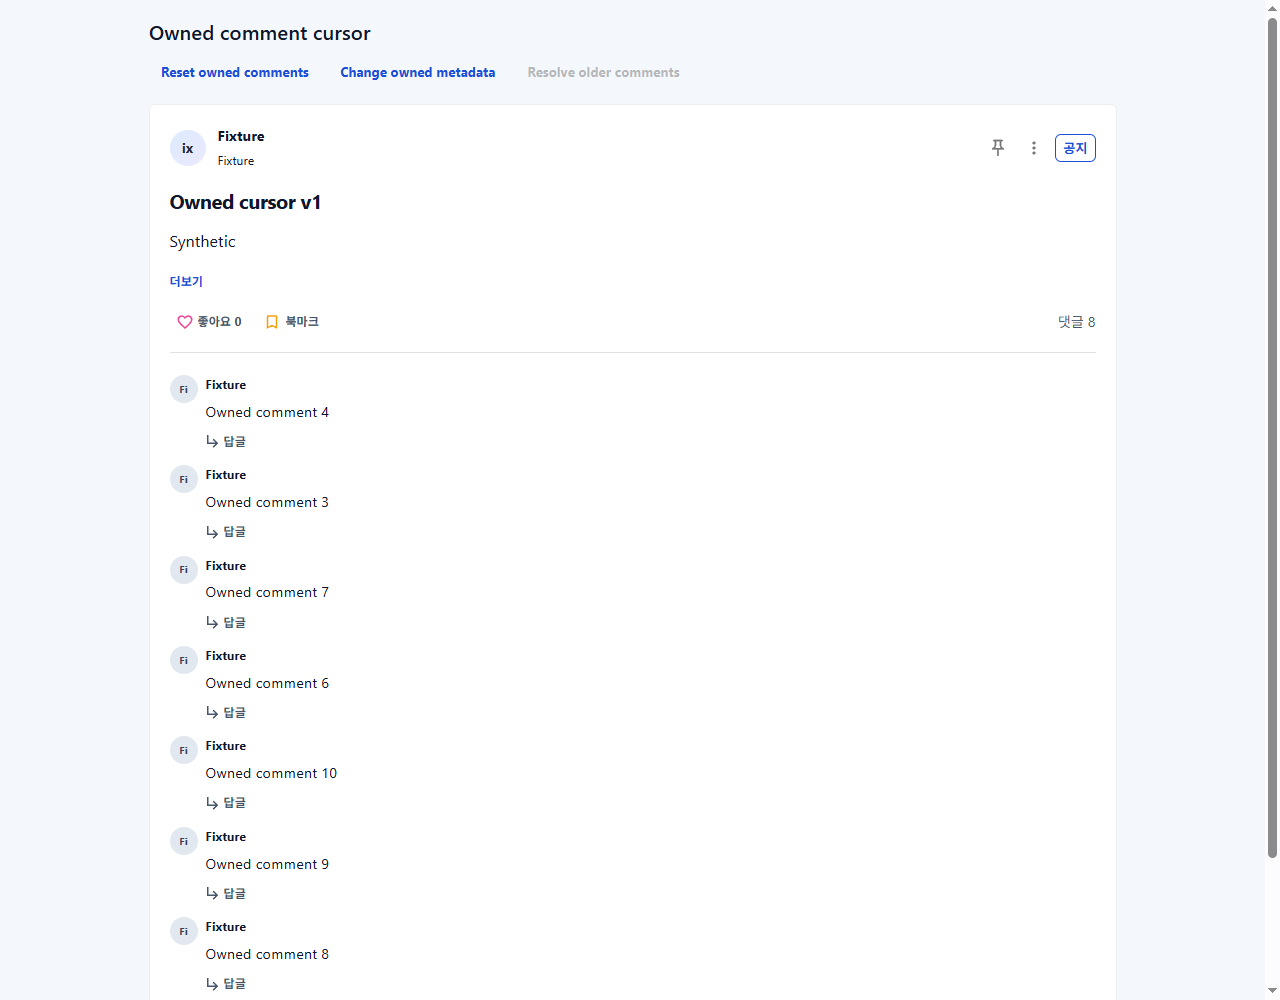 Owned comment cursor
Reset owned comments Change owned metadata Resolve older comments
ix
Fixture
Fixture
공지
Owned cursor v1
Synthetic
더보기
좋아요 0 북마크 댓글 8
Fi
Fixture
Owned comment 4
답글
Fi
Fixture
Owned comment 3
답글
Fi
Fixture
Owned comment 7
답글
Fi
Fixture
Owned comment 6
답글
Fi
Fixture
Owned comment 10
답글
Fi
Fixture
Owned comment 9
답글
Fi
Fixture
Owned comment 8
답글